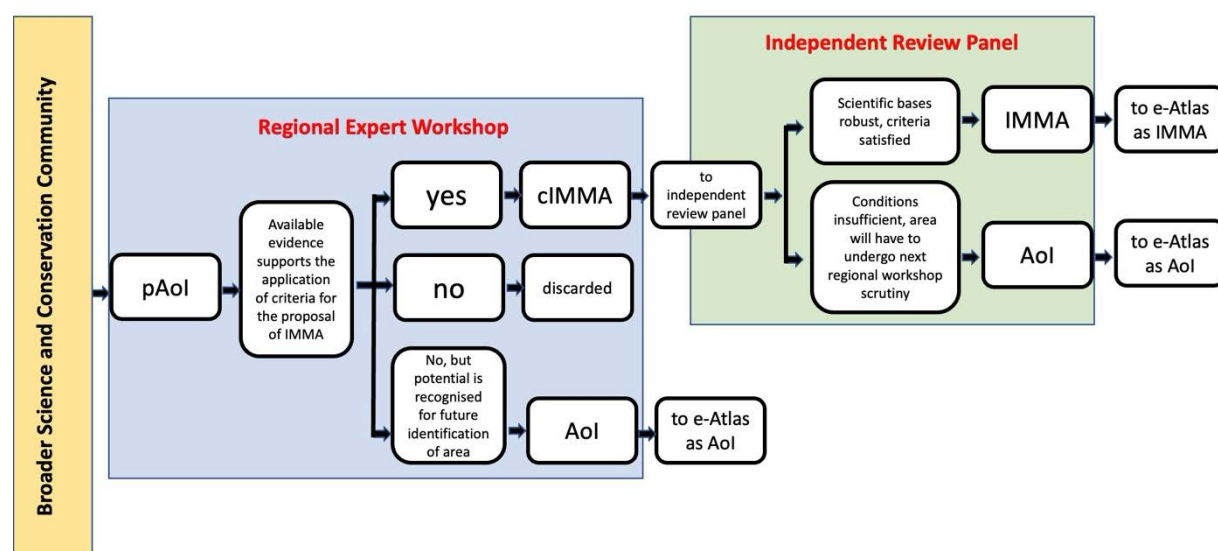 Broader Science and Conservation Community
Regional Expert Workshop
pAoI
Available
evidence
supports the
application
of criteria for
the proposal
of IMMA
yes
cIMMA
to
independent
review panel
no
discarded
No, but
potential is
recognised
for future
identification
of area
AoI
to e-Atlas
as AoI
Independent Review Panel
Scientific bases
robust, criteria
satisfied
IMMA
to e-Atlas
as IMMA
Conditions
insufficient, area
will have to
undergo next
regional workshop
scrutiny
AoI
to e-Atlas
as AoI